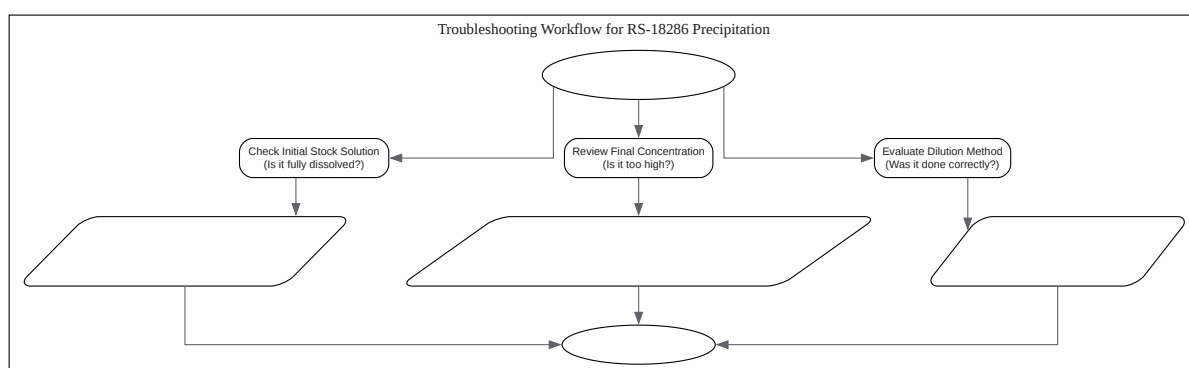 Troubleshooting Workflow for RS-18286 Precipitation
Check Initial Stock Solution
(Is it fully dissolved?)
Review Final Concentration
(Is it too high?)
Evaluate Dilution Method
(Was it done correctly?)